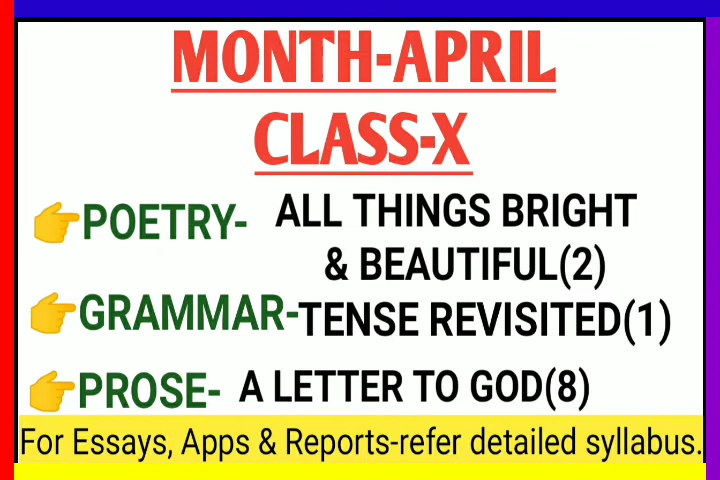 MONTH-APRIL
CLASS-X
👉POETRY- ALL THINGS BRIGHT
& BEAUTIFUL(2)
👉GRAMMAR-TENSE REVISITED(1)
👉PROSE- A LETTER TO GOD(8)
For Essays, Apps & Reports-refer detailed syllabus.